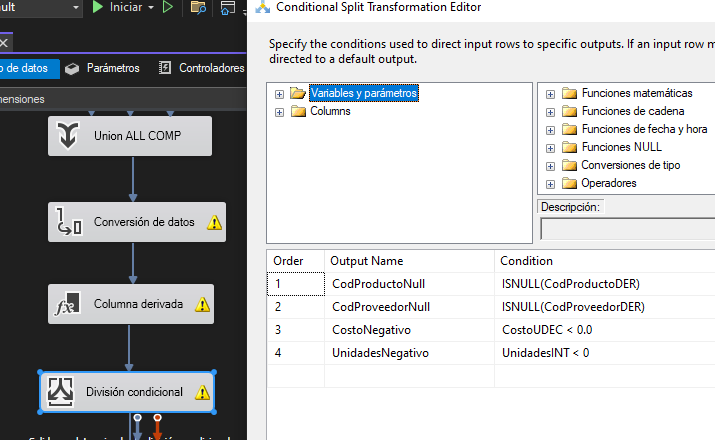 ult
Iniciar
Conditional Split Transformation Editor
Specify the conditions used to direct input rows to specific outputs. If an input row m
directed to a default output.
o de datos
Parámetros
Controladores
mensiones
Variables y parámetros
Columns
Funciones matemáticas
Funciones de cadena
Funciones de fecha y hora
Funciones NULL
Conversiones de tipo
Operadores
Descripción:
Union ALL COMP
Conversión de datos
Columna derivada
División condicional
Order Output Name Condition
1 CodProductoNull ISNULL(CodProductoDER)
2 CodProveedorNull ISNULL(CodProveedorDER)
3 CostoNegativo CostoUDEC < 0.0
4 UnidadesNegativo UnidadesINT < 0